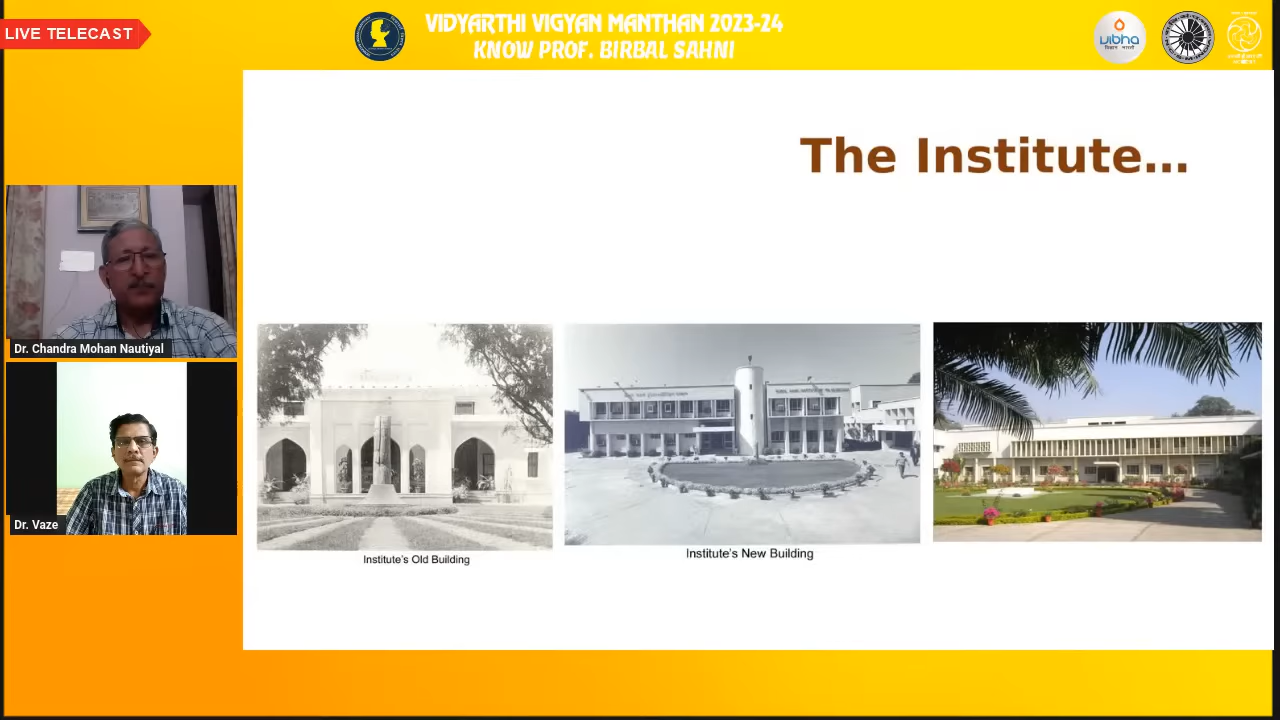 LIVE TELECAST
VIDYARTHI VIGYAN MANTHAN 2023-24
KNOW PROF. BIRBAL SAHNI
vibha
विज्ञान भारती
The Institute...
Dr. Chandra Mohan Nautiyal
Dr. Vaze
Institute's Old Building
Institute's New Building